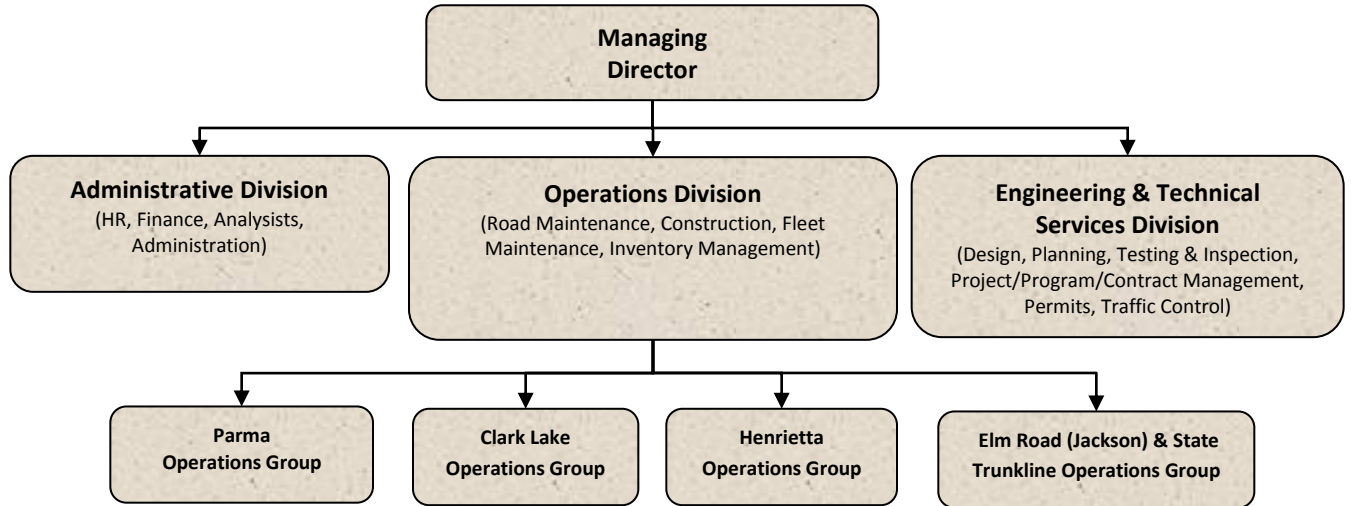 Managing
Director
Administrative Division
(HR, Finance, Analysists,
Administration)
Operations Division
(Road Maintenance, Construction, Fleet
Maintenance, Inventory Management)
Engineering & Technical
Services Division
(Design, Planning, Testing & Inspection,
Project/Program/Contract Management,
Permits, Traffic Control)
Parma
Operations Group
Clark Lake
Operations Group
Henrietta
Operations Group
Elm Road (Jackson) & State
Trunkline Operations Group